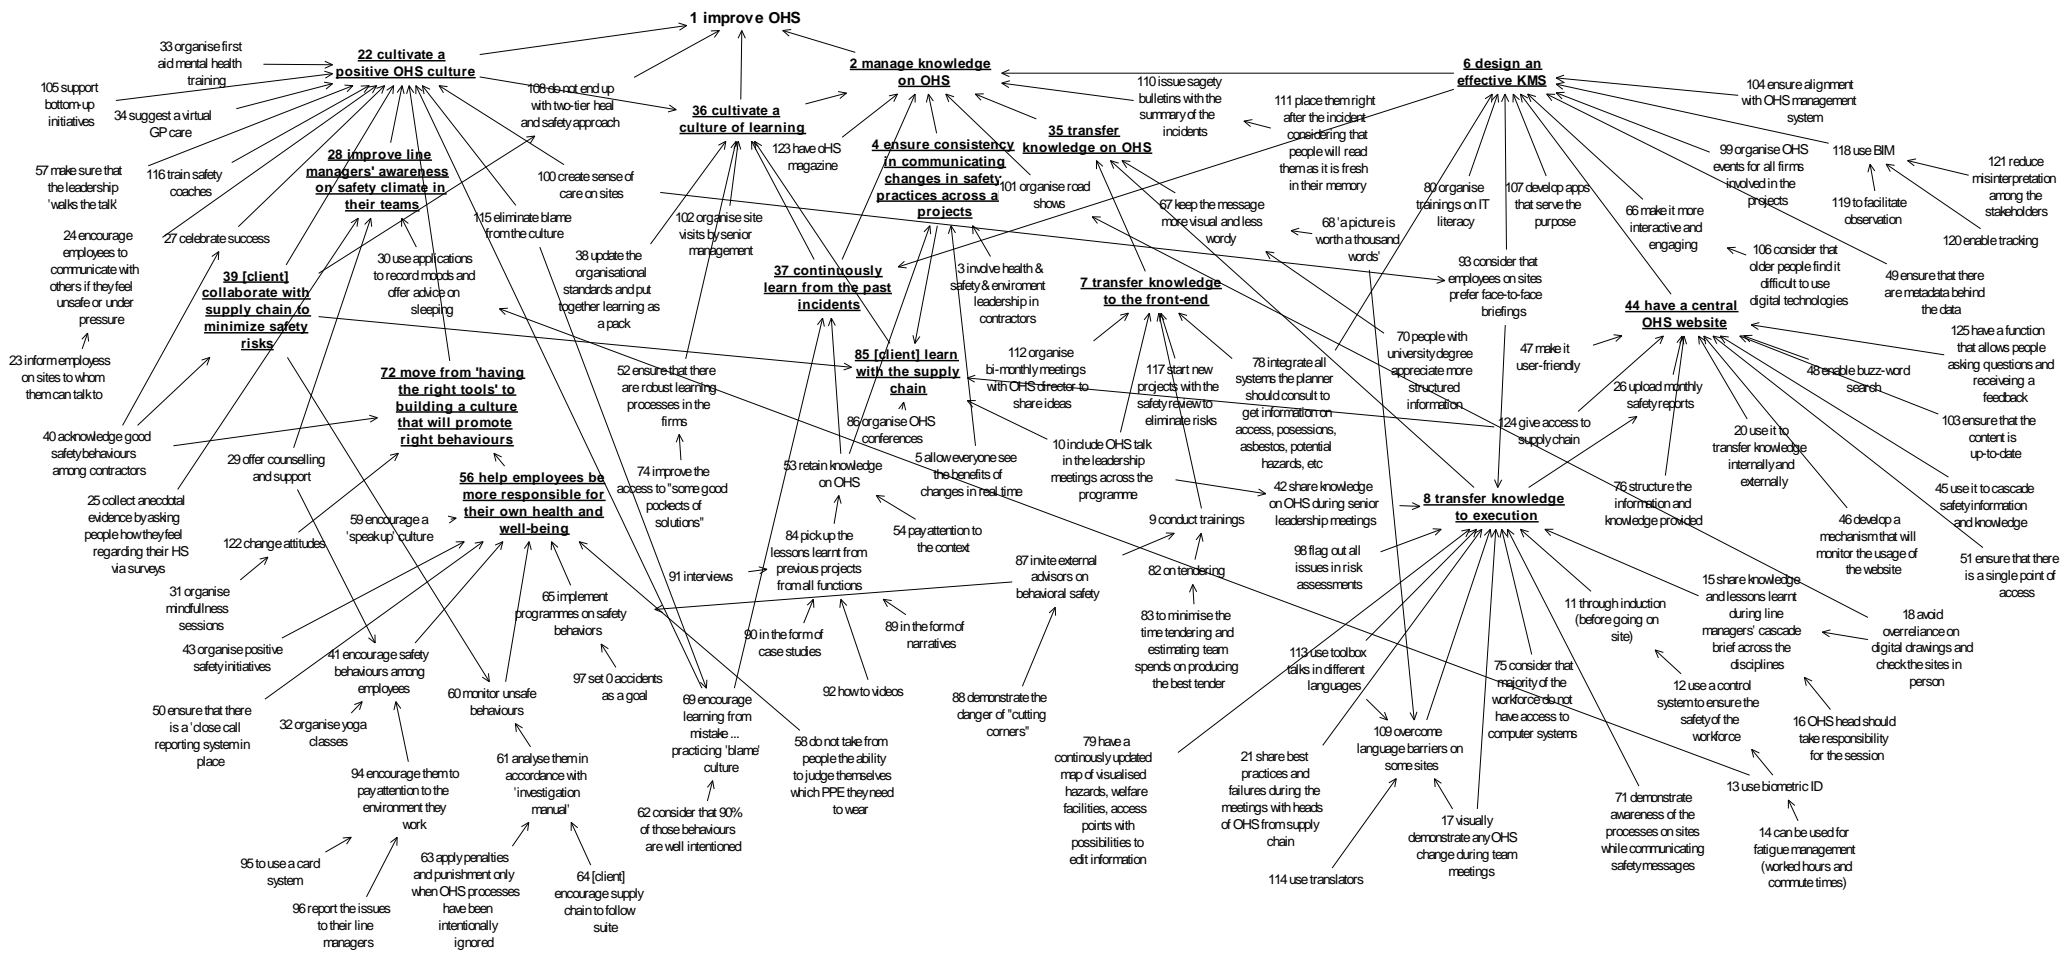 1 improve OHS
33 organise first
aid mental health
training
22 cultivate a
positive OHS culture
2 manage knowledge
on OHS
6 design an
effective KMS
105 support
bottom-up
initiatives
34 suggest a virtual
GP care
108 do not end up
with two-tier heal
and safety approach
36 cultivate a
culture of learning
123 have oHS
magazine
110 issue sagety
bulletins with the
summary of the
incidents
111 place them right
after the incident
considering that
people will read
them as it is fresh
in their memory
104 ensure alignment
with OHS management
system
35 transfer
knowledge on OHS
4 ensure consistency
in communicating
changes in safety
practices across a
projects
57 make sure that
the leadership
'walks the talk'
116 train safety
coaches
28 improve line
managers' awareness
on safety climate in
their teams
100 create sense of
care on sites
101 organise road
shows
99 organise OHS
events for all firms
involved in the
projects
118 use BIM
121 reduce
misinterpretation
among the
stakeholders
119 to facilitate
observation
120 enable tracking
80 organise
trainings on IT
literacy
107 develop apps
that serve the
purpose
66 make it more
interactive and
engaging
115 eliminate blame
from the culture
102 organise site
visits by senior
management
67 keep the message
more visual and less
wordy
68 'a picture is
worth a thousand
words'
24 encourage
employees to
communicate with
others if they feel
unsafe or under
pressure
27 celebrate success
30 use applications
to record moods and
offer advice on
sleeping
38 update the
organisational
standards and put
together learning as
a pack
37 continuously
learn from the past
incidents
3 involve health &
safety & enviroment
leadership in
contractors
7 transfer knowledge
to the front-end
93 consider that
employees on sites
prefer face-to-face
briefings
106 consider that
older people find it
difficult to use
digital technologies
49 ensure that there
are metadata behind
the data
39 [client]
collaborate with
supply chain to
minimize safety
risks
44 have a central
OHS website
125 have a function
that allows people
asking questions and
receiveing a
feedback
23 inform employess
on sites to whom
them can talk to
72 move from 'having
the right tools' to
building a culture
that will promote
right behaviours
52 ensure that there
are robust learning
processes in the
firms
85 [client] learn
with the supply
chain
112 organise
bi-monthly meetings
with OHS director to
share ideas
117 start new
projects with the
safety review to
eliminate risks
78 integrate all
systems the planner
should consult to
get information on
access, posessions,
asbestos, potential
hazards, etc
70 people with
university degree
appreciate more
structured
information
47 make it
user-friendly
26 upload monthly
safety reports
48 enable buzz-word
search
103 ensure that the
content is
up-to-date
40 acknowledge good
safety behaviours
among contractors
86 organise OHS
conferences
124 give access to
supply chain
20 use it to
transfer knowledge
internally and
externally
29 offer counselling
and support
74 improve the
access to "some good
pockects of
solutions"
53 retain knowledge
on OHS
5 allow everyone see
the benefits of
changes in real time
10 include OHS talk
in the leadership
meetings across the
programme
42 share knowledge
on OHS during senior
leadership meetings
8 transfer knowledge
to execution
76 structure the
information and
knowledge provided
45 use it to cascade
safety information
and knowledge
25 collect anecdotal
evidence by asking
people how they feel
regarding their HS
via surveys
56 help employees be
more responsible for
their own health and
well-being
59 encourage a
'speak up' culture
122 change attitudes
54 pay attention to
the context
9 conduct trainings
46 develop a
mechanism that will
monitor the usage of
the website
51 ensure that there
is a single point of
access
84 pick up the
lessons learnt from
previous projects
from all functions
91 interviews
87 invite external
advisors on
behavioral safety
82 on tendering
98 flag out all
issues in risk
assessments
31 organise
mindfullness
sessions
65 implement
programmes on safety
behaviors
15 share knowledge
and lessons learnt
during line
managers' cascade
brief across the
disciplines
11 through induction
(before going on
site)
18 avoid
overreliance on
digital drawings and
check the sites in
person
43 organise positive
safety initiatives
90 in the form of
case studies
89 in the form of
narratives
83 to minimise the
time tendering and
estimating team
spends on producing
the best tender
41 encourage safety
behaviours among
employees
97 set 0 accidents
as a goal
92 how to videos
113 use toolbox
talks in different
languages
75 consider that
majority of the
workforce do not
have access to
computer systems
12 use a control
system to ensure the
safety of the
workforce
60 monitor unsafe
behaviours
69 encourage
learning from
mistake ...
practicing 'blame'
culture
88 demonstrate the
danger of "cutting
corners"
16 OHS head should
take responsibility
for the session
50 ensure that there
is a 'close call
reporting system in
place
32 organise yoga
classes
58 do not take from
people the ability
to judge themselves
which PPE they need
to wear
79 have a
continously updated
map of visualised
hazards, welfare
facilities, access
points with
possibilities to
edit information
109 overcome
language barriers on
some sites
94 encourage them to
pay attention to the
environment they
work
61 analyse them in
accordance with
'investigation
manual'
21 share best
practices and
failures during the
meetings with heads
of OHS from supply
chain
13 use biometric ID
62 consider that 90%
of those behaviours
are well intentioned
71 demonstrate
awareness of the
processes on sites
while communicating
safety messages
17 visually
demonstrate any OHS
change during team
meetings
14 can be used for
fatigue management
(worked hours and
commute times)
95 to use a card
system
63 apply penalties
and punishment only
when OHS processes
have been
intentionally
ignored
64 [client]
encourage supply
chain to follow
suite
114 use translators
96 report the issues
to their line
managers